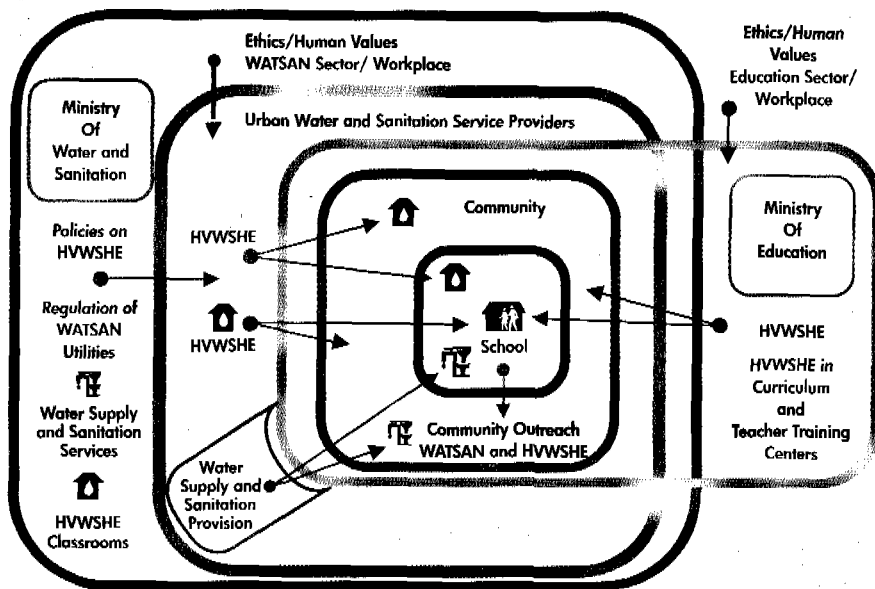 Ethics/Human Values
WATSAN Sector/ Workplace
Ethics/Human
Values
Education Sector/
Workplace
Ministry
Of
Water and
Sanitation
Urban Water and Sanitation Service Providers
Community
Ministry
Of
Education
Policies on
HVWSHE
HVWSHE
Regulation of
WATSAN
Utilities
HVWSHE
School
HVWSHE
HVWSHE in
Curriculum
and
Teacher Training
Centers
Water Supply
and Sanitation
Services
Community Outreach
WATSAN and HVWSHE
Water
Supply and
Sanitation
Provision
HVWSHE
Classrooms